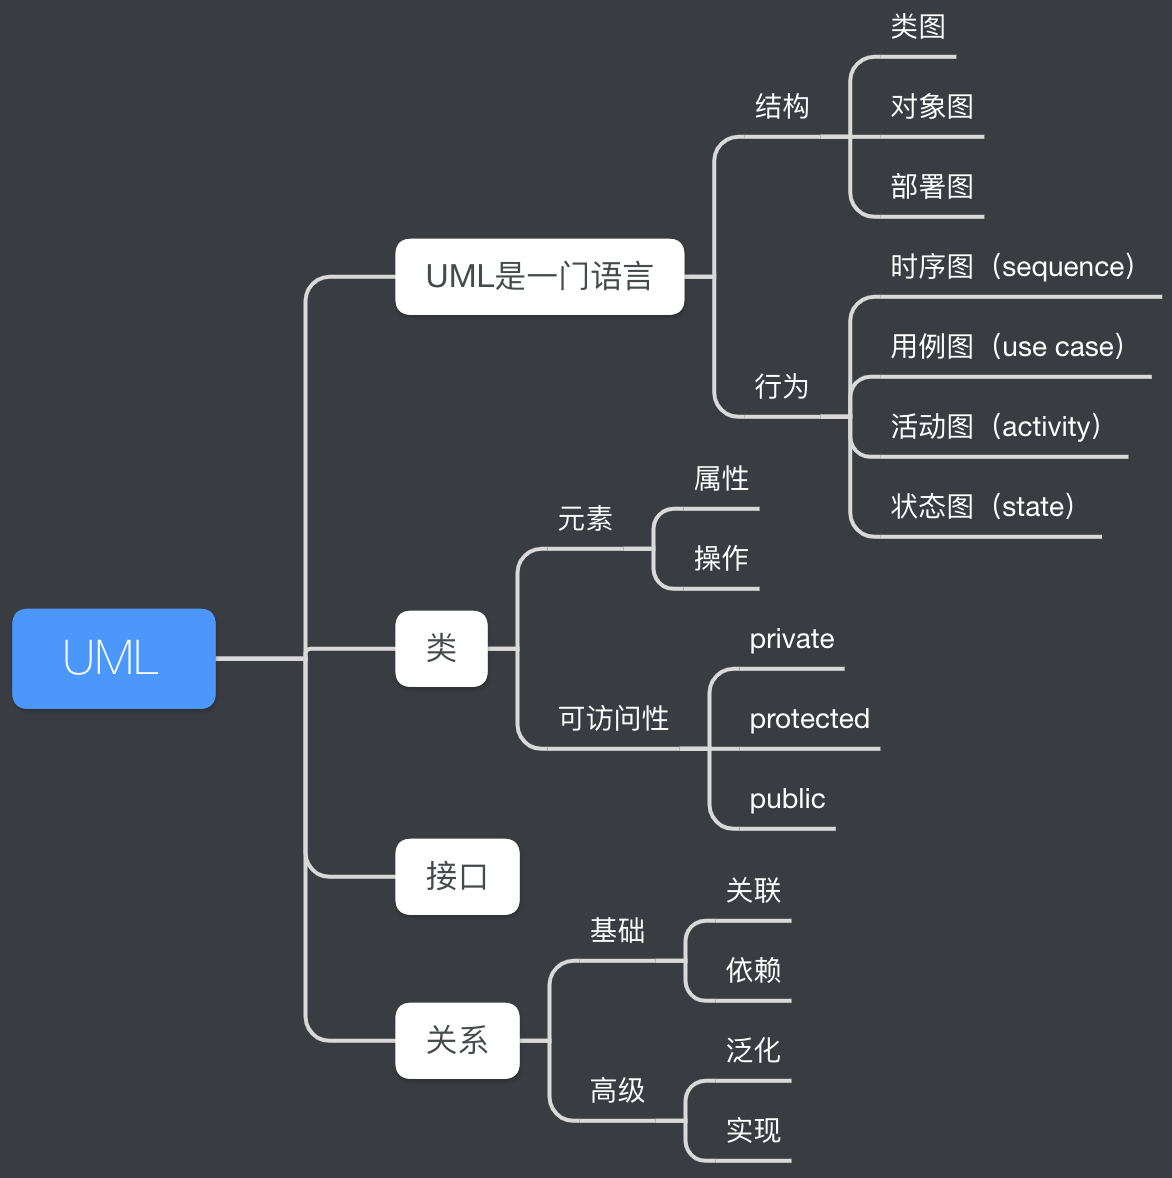 UML
UML是一门语言
结构
类图
对象图
部署图
行为
时序图（sequence）
用例图（use case）
活动图（activity）
状态图（state）
类
元素
属性
操作
可访问性
private
protected
public
接口
关系
基础
关联
依赖
高级
泛化
实现